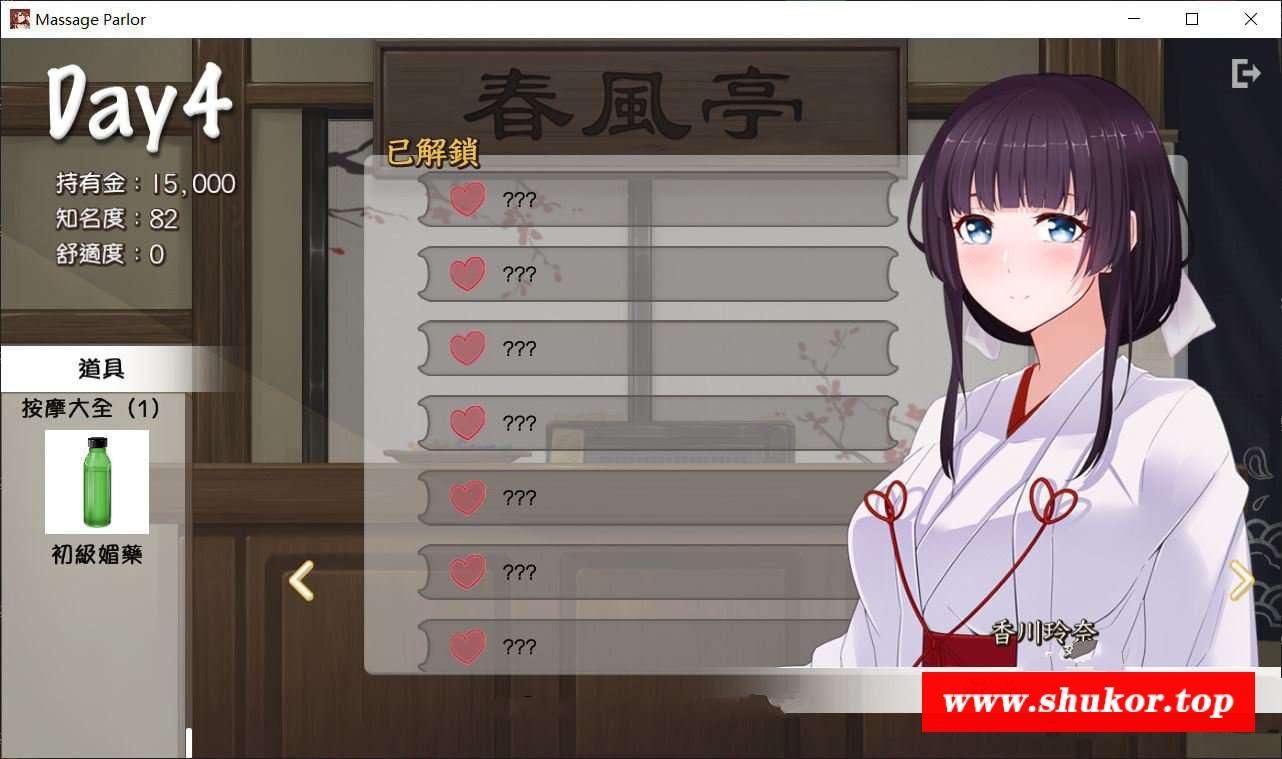 Massage Parlor
Day4
春風亭
已解鎖
持有金：15,000
知名度：82
舒適度：0
???
???
???
???
???
???
???
道具
按摩大全（1）
初級媚藥
香川玲奈
www.shukor.top